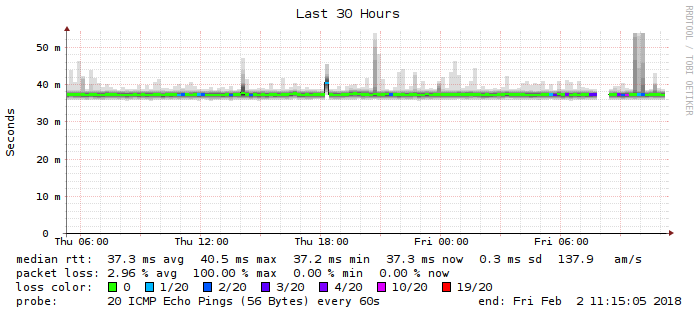 Last 30 Hours
RRDTOOL / TOBI OETIKER
Seconds
50 m
40 m
30 m
20 m
10 m
0
Thu 06:00 Thu 12:00 Thu 18:00 Fri 00:00 Fri 06:00
median rtt: 37.3 ms avg 40.5 ms max 37.2 ms min 37.3 ms now 0.3 ms sd 137.9 am/s
packet loss: 2.96 % avg 100.00 % max 0.00 % min 0.00 % now
loss color: 0 1/20 2/20 3/20 4/20 10/20 19/20
probe: 20 ICMP Echo Pings (56 Bytes) every 60s end: Fri Feb 2 11:15:05 2018